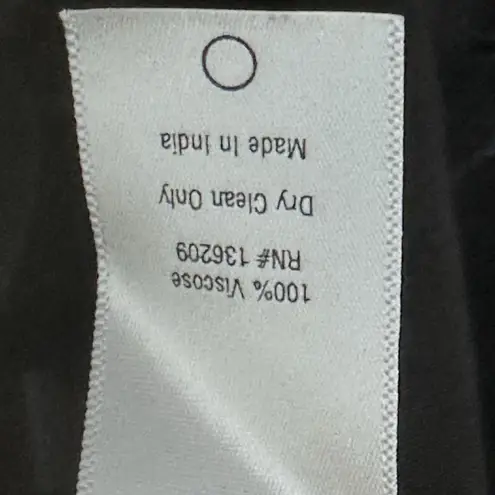 100% Viscose
RN# 136209
Dry Clean Only
Made In India